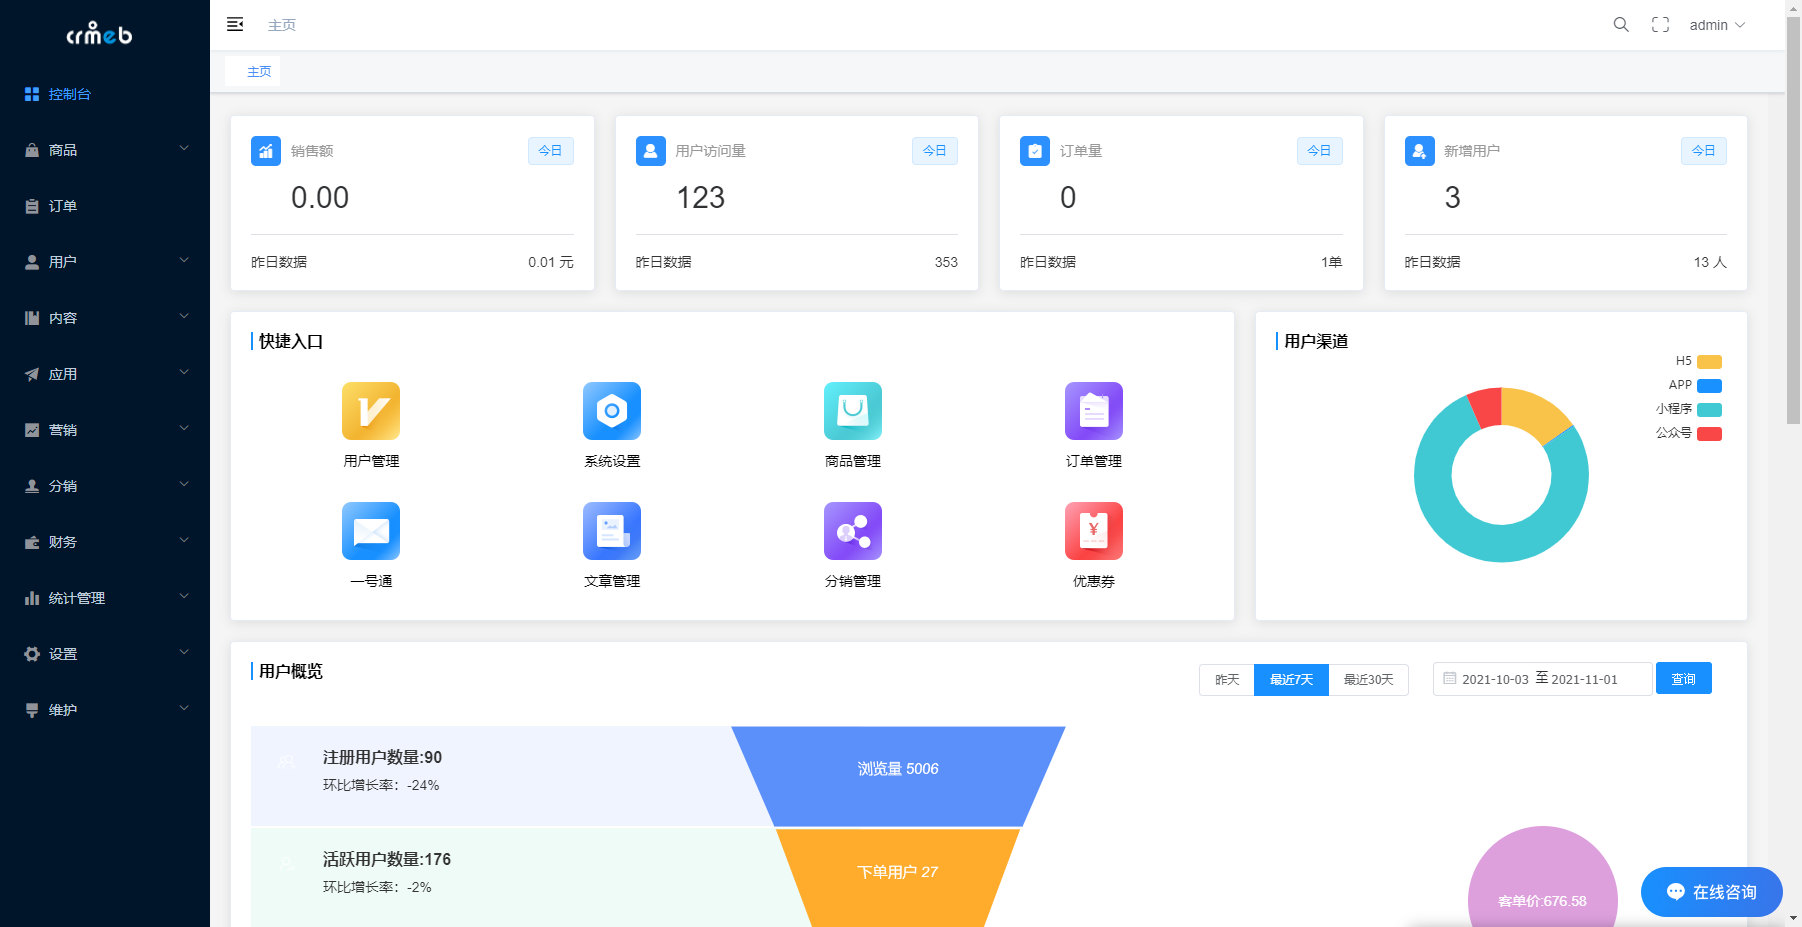 crmeb
主页
admin
主页
控制台
商品
订单
用户
内容
应用
营销
分销
财务
统计管理
设置
维护
销售额
今日
0.00
昨日数据
0.01 元
用户访问量
今日
123
昨日数据
353
订单量
今日
0
昨日数据
1单
新增用户
今日
3
昨日数据
13 人
快捷入口
用户管理
系统设置
商品管理
订单管理
一号通
文章管理
分销管理
¥
优惠券
用户渠道
H5
APP
小程序
公众号
用户概览
昨天
最近7天
最近30天
2021-10-03 至 2021-11-01
查询
注册用户数量:90
环比增长率：-24%
浏览量 5006
活跃用户数量:176
环比增长率：-2%
下单用户 27
客单价:676.58
在线咨询